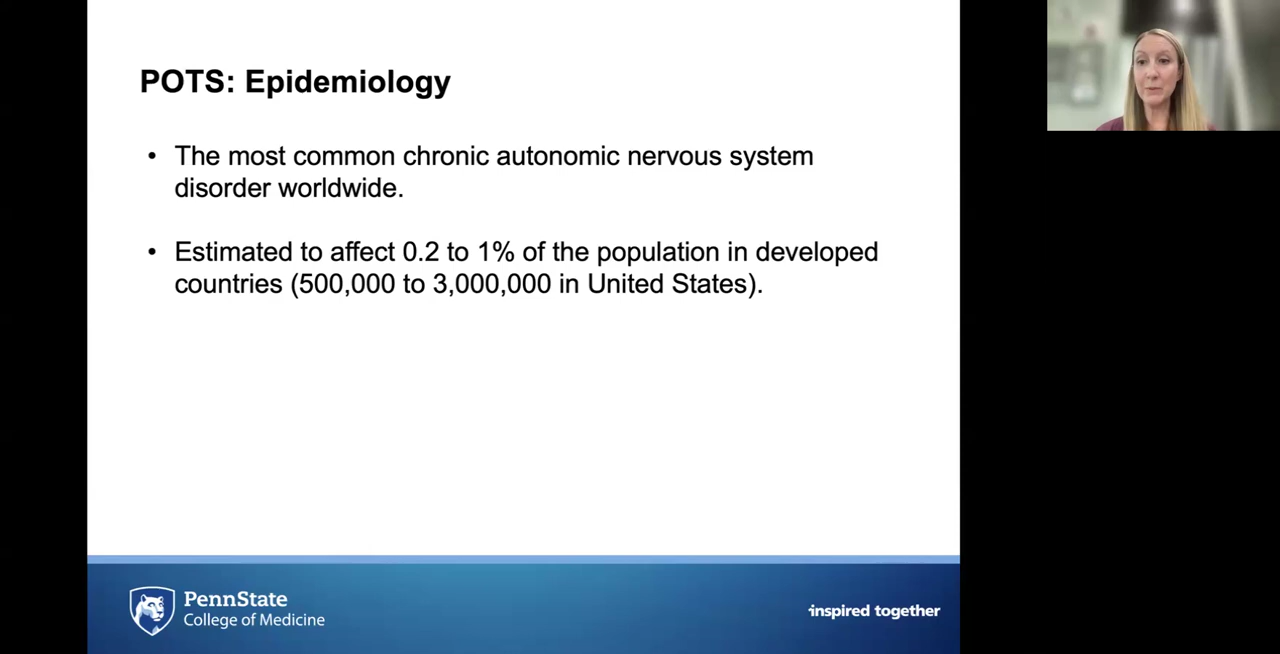 POTS: Epidemiology
• The most common chronic autonomic nervous system
disorder worldwide.
• Estimated to affect 0.2 to 1% of the population in developed
countries (500,000 to 3,000,000 in United States).
PennState
College of Medicine
inspired together